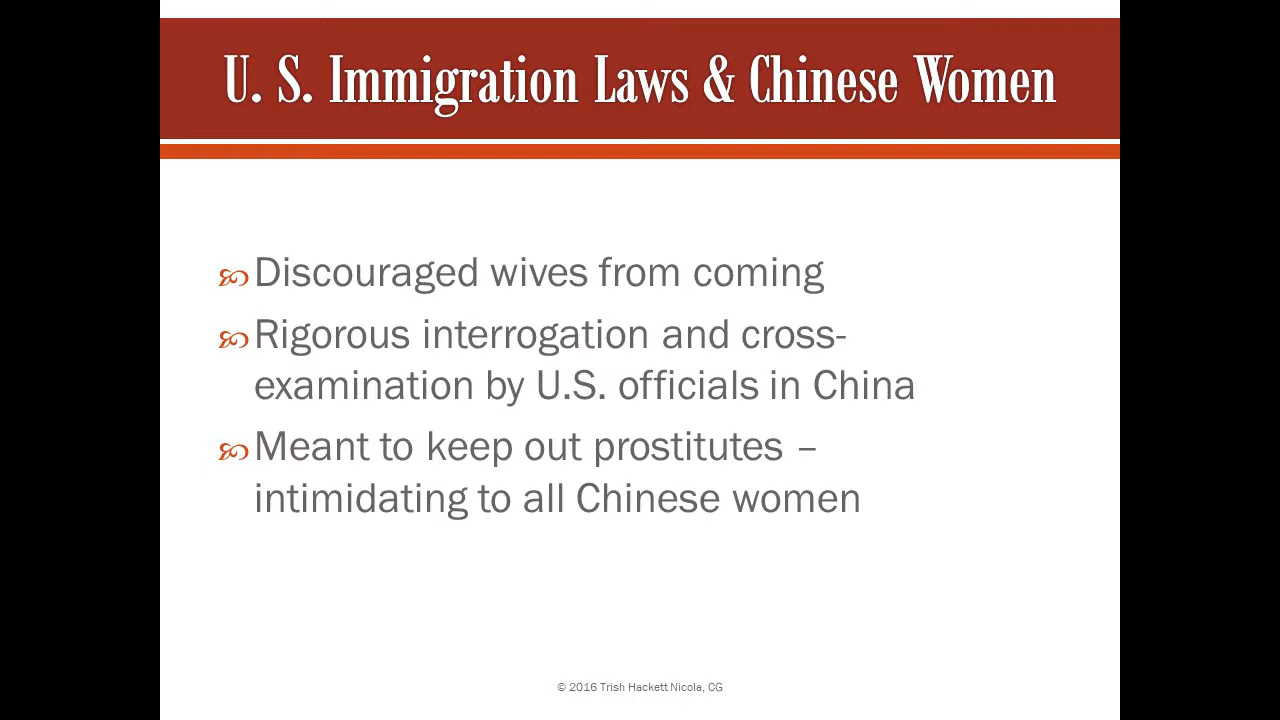 U. S. Immigration Laws & Chinese Women
Discouraged wives from coming
Rigorous interrogation and cross-
examination by U.S. officials in China
Meant to keep out prostitutes –
intimidating to all Chinese women
© 2016 Trish Hackett Nicola, CG